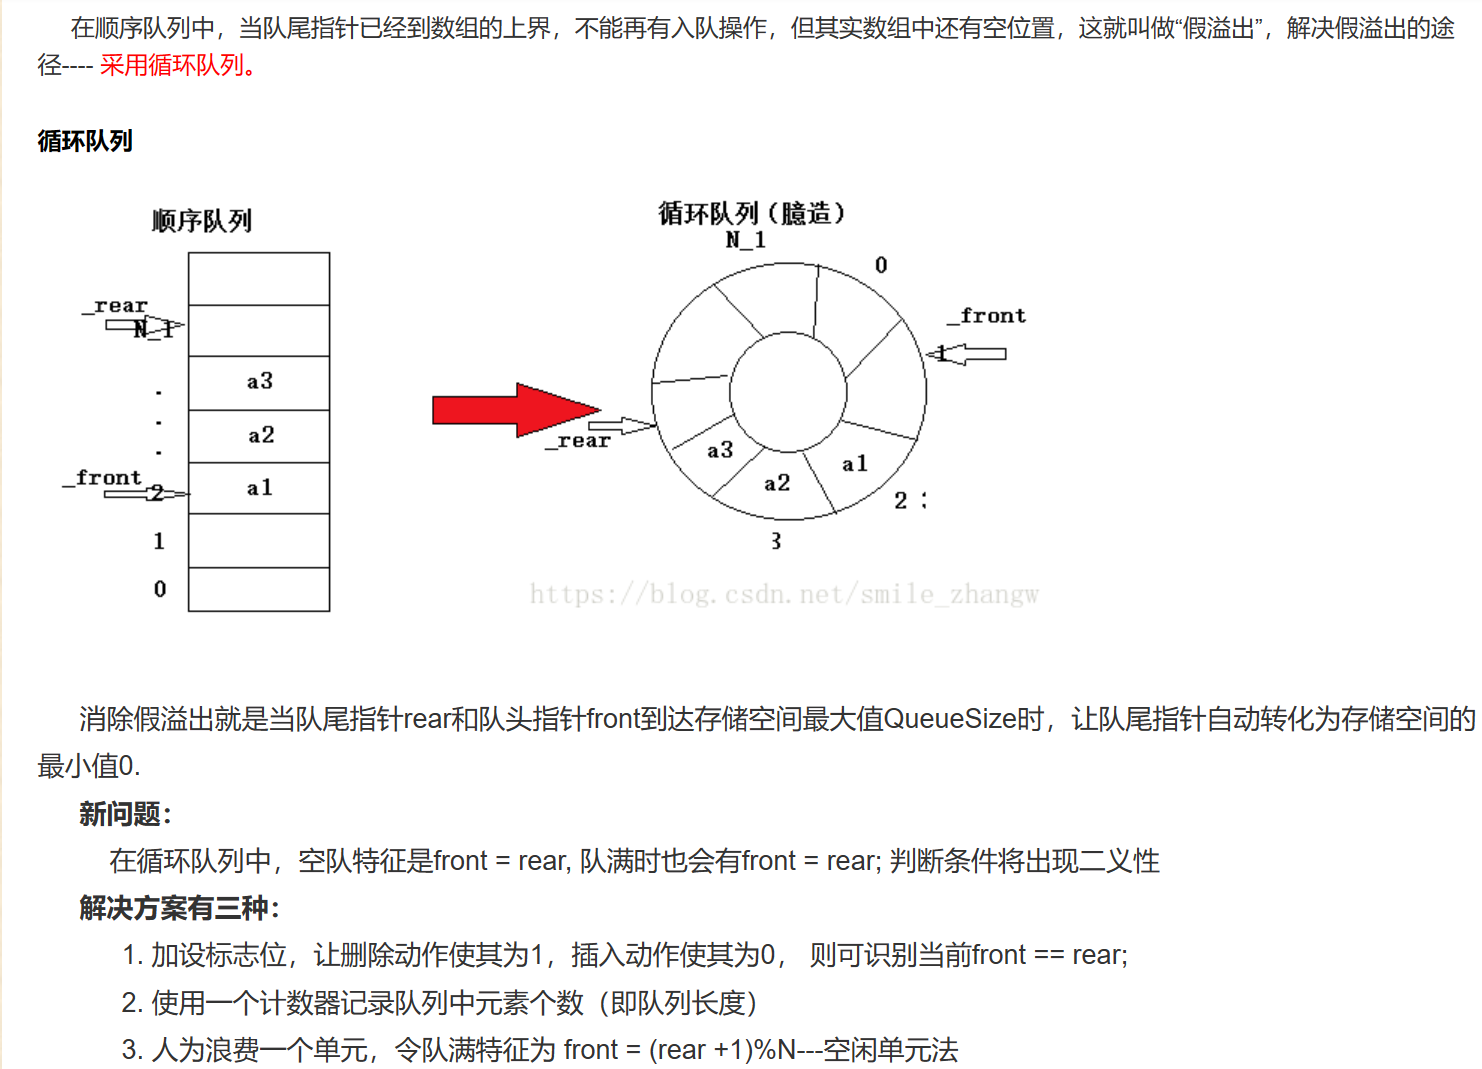 在顺序队列中，当队尾指针已经到数组的上界，不能再有入队操作，但其实数组中还有空位置，这就叫做“假溢出”，解决假溢出的途
径---- 采用循环队列。
循环队列
顺序队列
_rear
N_1
a3
a2
_front
2
a1
1
0
循环队列（臆造）
N_1
0
_front
1
_rear
a3
a2
a1
2
3
https://blog.csdn.net/smile_zhangw
消除假溢出就是当队尾指针rear和队头指针front到达存储空间最大值QueueSize时，让队尾指针自动转化为存储空间的
最小值0.
新问题：
在循环队列中，空队特征是front = rear, 队满时也会有front = rear; 判断条件将出现二义性
解决方案有三种：
1. 加设标志位，让删除动作使其为1，插入动作使其为0， 则可识别当前front == rear;
2. 使用一个计数器记录队列中元素个数（即队列长度）
3. 人为浪费一个单元，令队满特征为 front = (rear +1)%N---空闲单元法